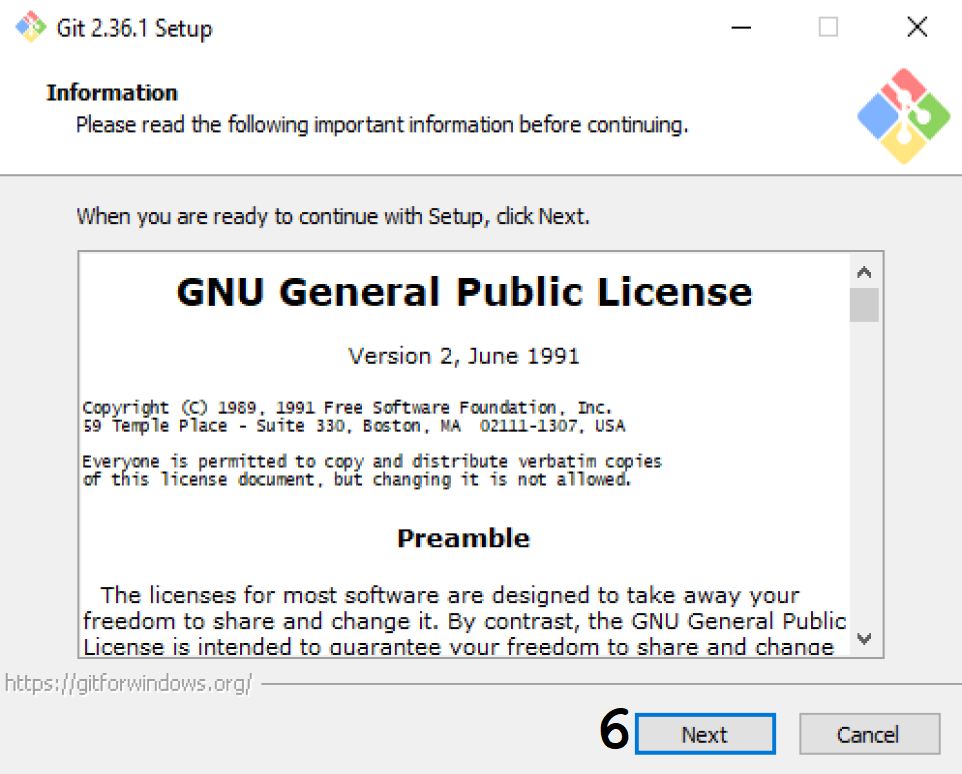 Git 2.36.1 Setup
Information
Please read the following important information before continuing.
When you are ready to continue with Setup, click Next.
GNU General Public License
Version 2, June 1991
Copyright (C) 1989, 1991 Free Software Foundation, Inc.
59 Temple Place - Suite 330, Boston, MA  02111-1307, USA
Everyone is permitted to copy and distribute verbatim copies
of this license document, but changing it is not allowed.
Preamble
The licenses for most software are designed to take away your
freedom to share and change it. By contrast, the GNU General Public
License is intended to guarantee your freedom to share and change
https://gitforwindows.org/
6 Next Cancel